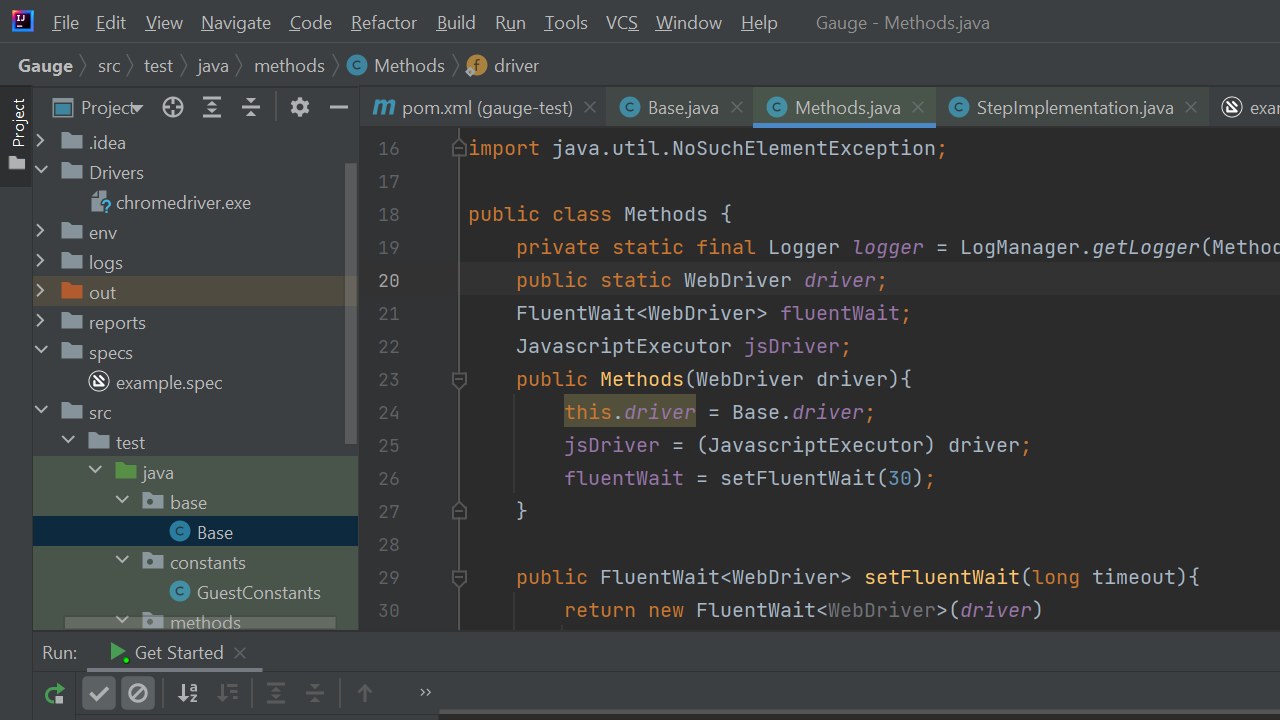 File Edit View Navigate Code Refactor Build Run Tools VCS Window Help Gauge - Methods.java
Gauge src test java methods Methods driver
Project
Project
pom.xml (gauge-test) Base.java Methods.java StepImplementation.java exa
.idea
Drivers
chromedriver.exe
env
logs
out
reports
specs
example.spec
src
test
java
base
Base
constants
GuestConstants
methods
16 import java.util.NoSuchElementException;
17
18 public class Methods {
19 private static final Logger logger = LogManager.getLogger(Method
20 public static WebDriver driver;
21 FluentWait<WebDriver> fluentWait;
22 JavascriptExecutor jsDriver;
23 public Methods(WebDriver driver){
24 this.driver = Base.driver;
25 jsDriver = (JavascriptExecutor) driver;
26 fluentWait = setFluentWait(30);
27 }
28
29 public FluentWait<WebDriver> setFluentWait(long timeout){
30 return new FluentWait<WebDriver>(driver)
Run: Get Started